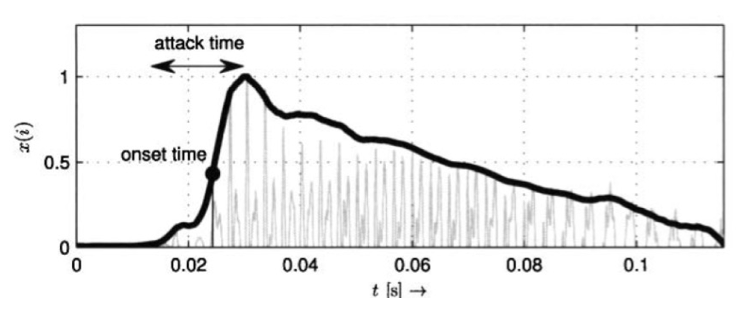 attack time
1
x(i)
onset time
0.5
0
0 0.02 0.04 0.06 0.08 0.1
t [s] →